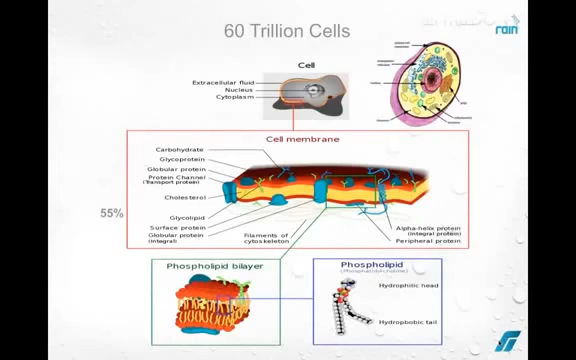 60 Trillion Cells
rain
Cell
Extracellular fluid
Nucleus
Cytoplasm
Cell membrane
Carbohydrate
Glycoprotein
Globular protein
Protein Channel
(Transport protein)
Cholesterol
Glycolipid
Surface protein
Globular protein
(Integral)
Filaments of
cytoskeleton
Alpha-helix protein
(Integral protein)
Peripheral protein
55%
Phospholipid bilayer
Phospholipid
(Phosphatidylcholine)
Hydrophilic head
Hydrophobic tail